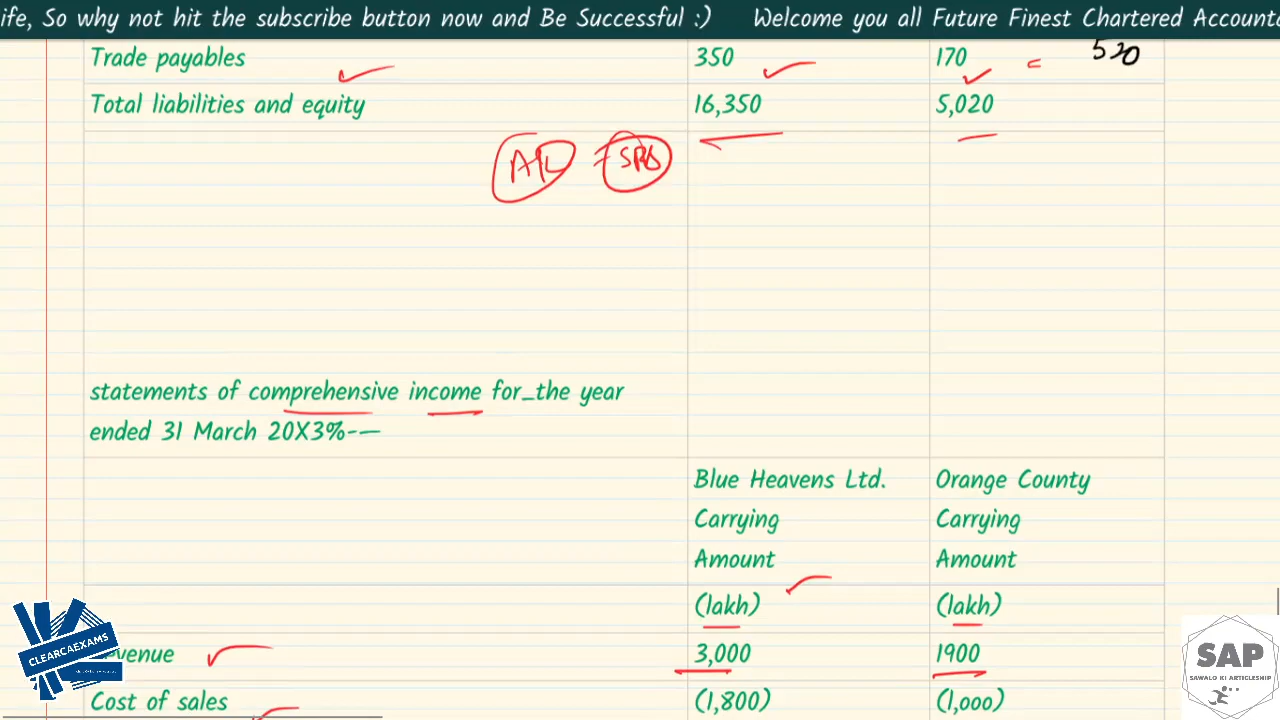 ife, So why not hit the subscribe button now and Be Successful :) Welcome you all Future Finest Chartered Accounta
Trade payables 350 170 = 520
Total liabilities and equity 16,350 5,020
statements of comprehensive income for_the year
ended 31 March 20X3%-—
Blue Heavens Ltd. Orange County
Carrying Carrying
Amount Amount
(lakh) (lakh)
evenue 3,000 1900
Cost of sales (1,800) (1,000)
CLEARCAEXAMS
SAP
SAWALO KI ARTICLESHIP